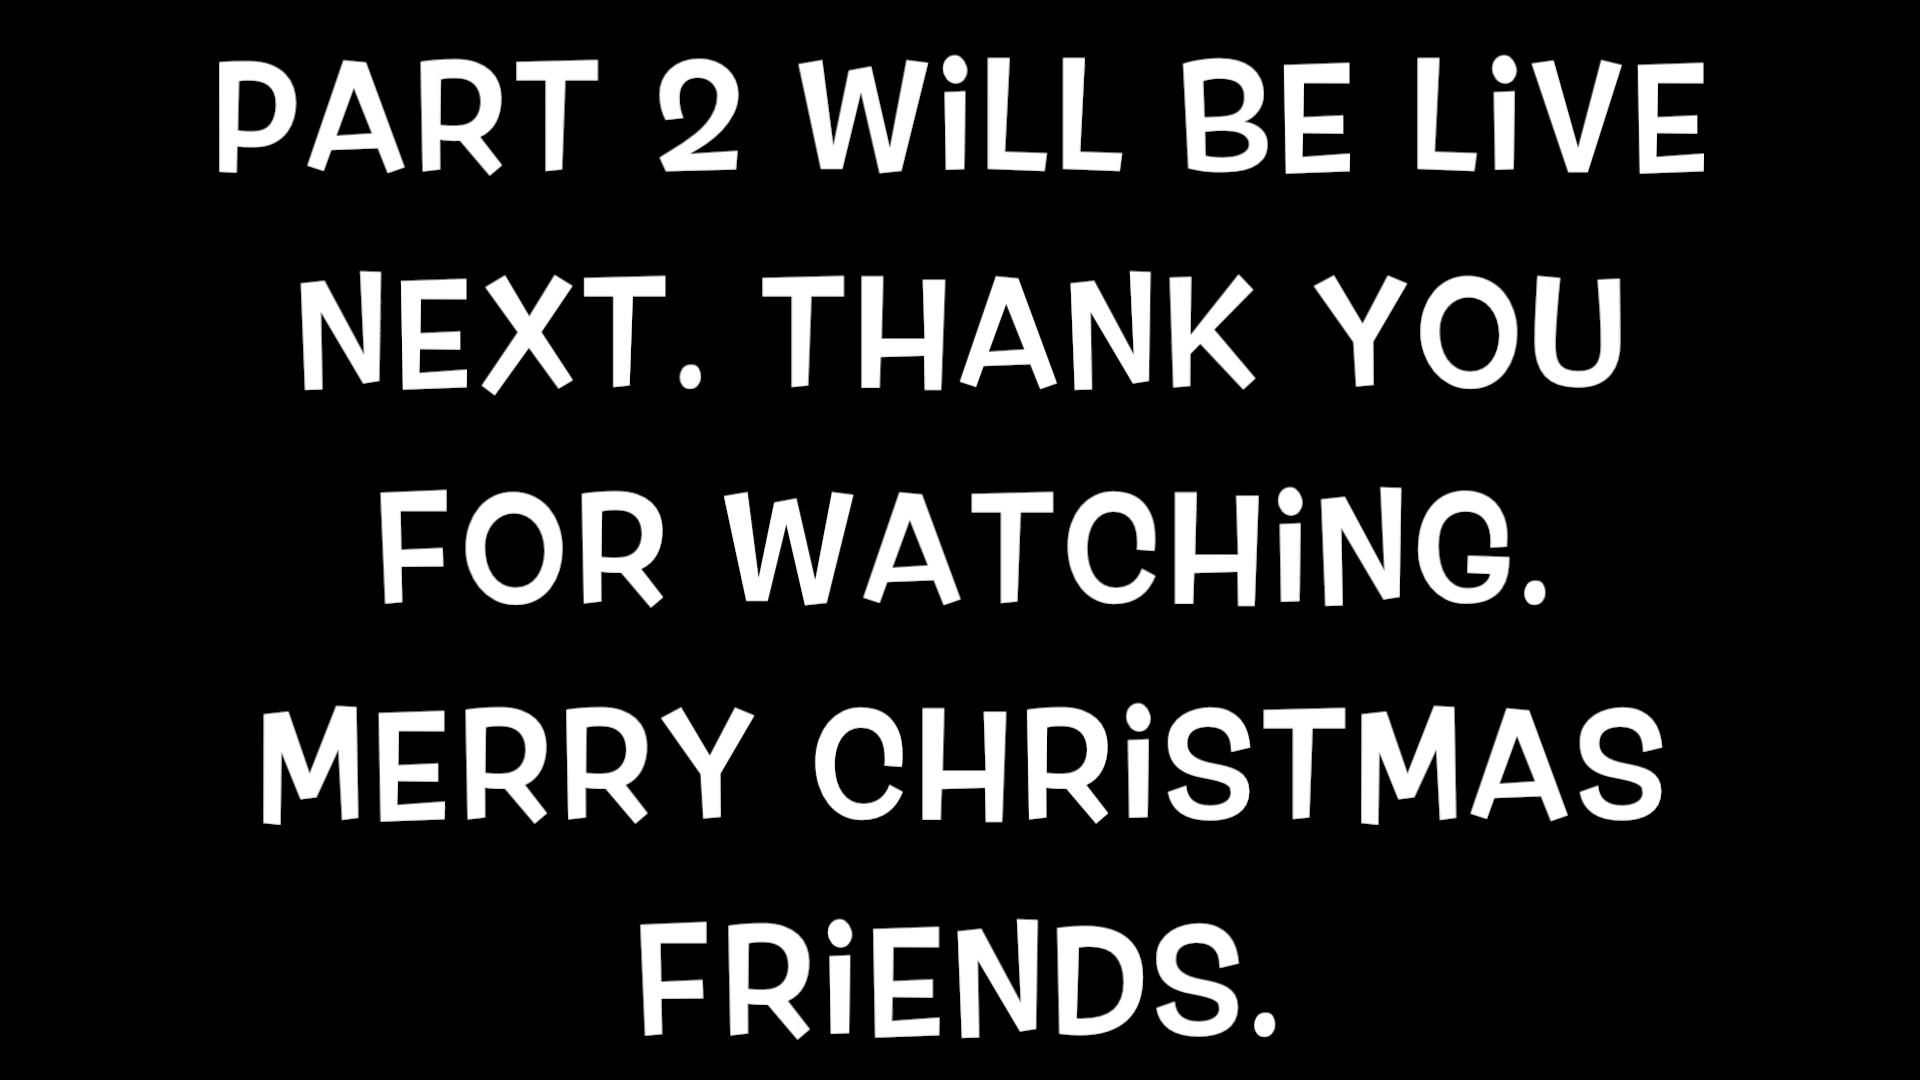 PART 2 WiLL BE LiVE
NEXT. THANK YOU
FOR WATCHiNG.
MERRY CHRiSTMAS
FRiENDS.